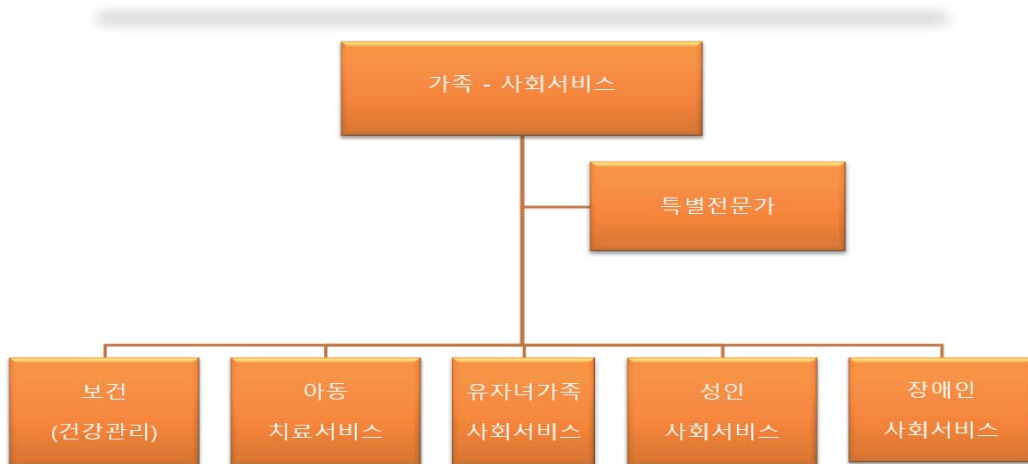 가족 - 사회서비스
특별전문가
보건
(건강관리)
아동
치료서비스
유자녀가족
사회서비스
성인
사회서비스
장애인
사회서비스